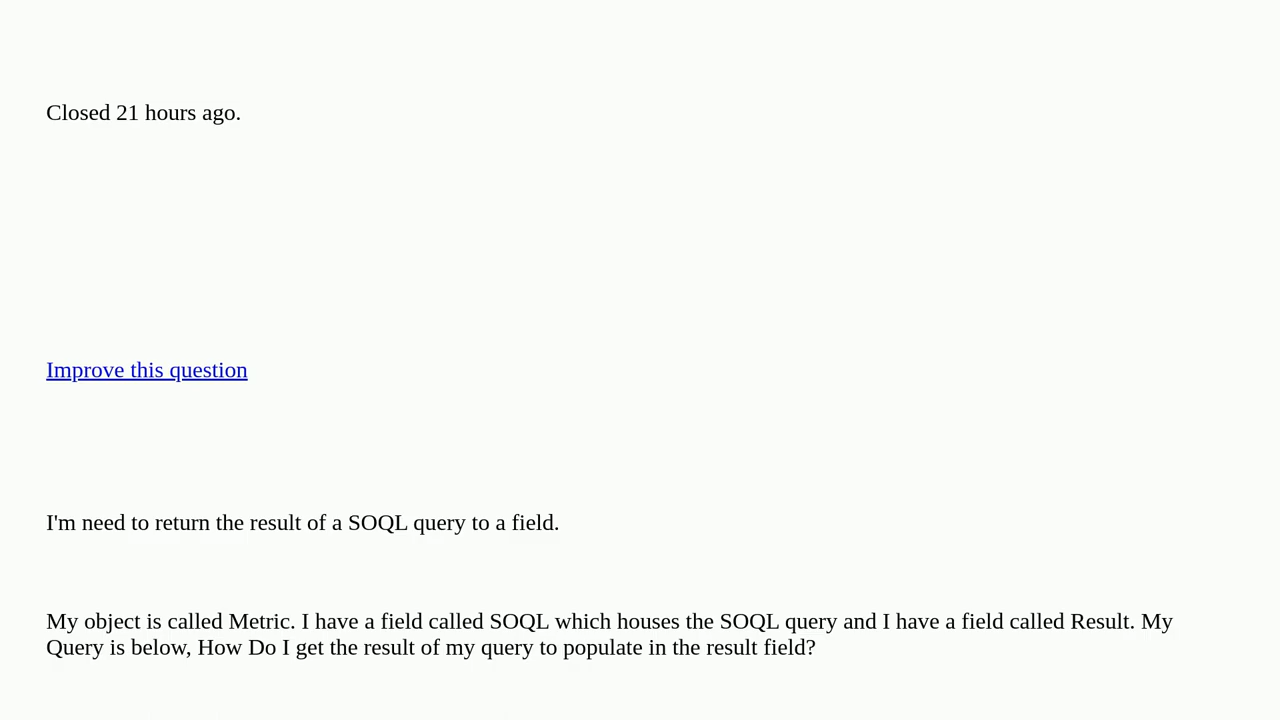 Closed 21 hours ago.
Improve this question
I'm need to return the result of a SOQL query to a field.
My object is called Metric. I have a field called SOQL which houses the SOQL query and I have a field called Result. My
Query is below, How Do I get the result of my query to populate in the result field?